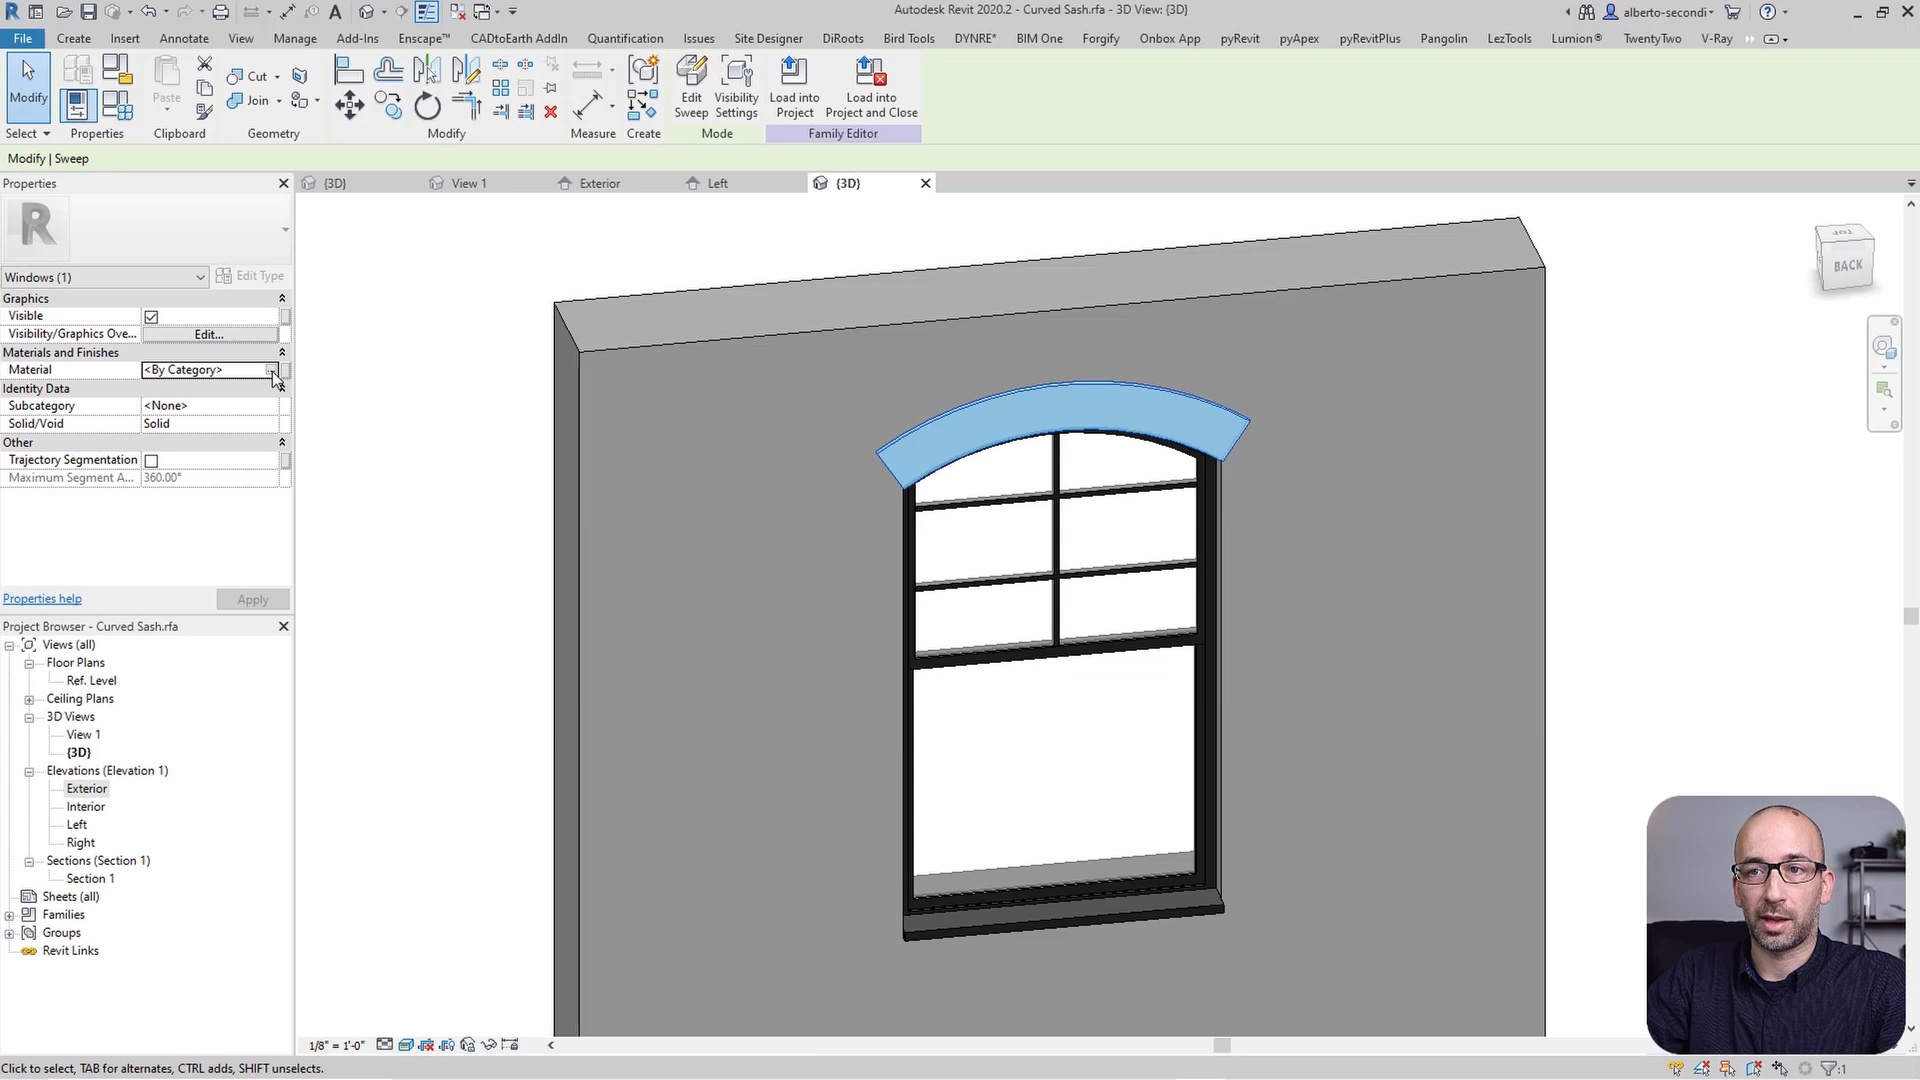 Autodesk Revit 2020.2 - Curved Sash.rfa - 3D View: {3D}
alberto-secondi
File Create Insert Annotate View Manage Add-Ins Enscape™ CADtoEarth AddIn Quantification Issues Site Designer DiRoots Bird Tools DYNRE* BIM One Forgify Onbox App pyRevit pyApex pyRevitPlus Pangolin LezTools Lumion® TwentyTwo V-Ray
Modify
Paste
Cut
Join
Edit Sweep
Visibility Settings
Load into Project
Load into Project and Close
Select Properties Clipboard Geometry Modify Measure Create Mode Family Editor
Modify | Sweep
Properties
{3D} View 1 Exterior Left {3D}
R
Windows (1) Edit Type
Graphics
Visible
Visibility/Graphics Ove... Edit...
Materials and Finishes
Material <By Category>
Identity Data
Subcategory <None>
Solid/Void Solid
Other
Trajectory Segmentation
Maximum Segment A... 360.00°
Properties help Apply
Project Browser - Curved Sash.rfa
Views (all)
Floor Plans
Ref. Level
Ceiling Plans
3D Views
View 1
{3D}
Elevations (Elevation 1)
Exterior
Interior
Left
Right
Sections (Section 1)
Section 1
Sheets (all)
Families
Groups
Revit Links
TOP
BACK
1/8" = 1'-0"
Click to select, TAB for alternates, CTRL adds, SHIFT unselects.
:1